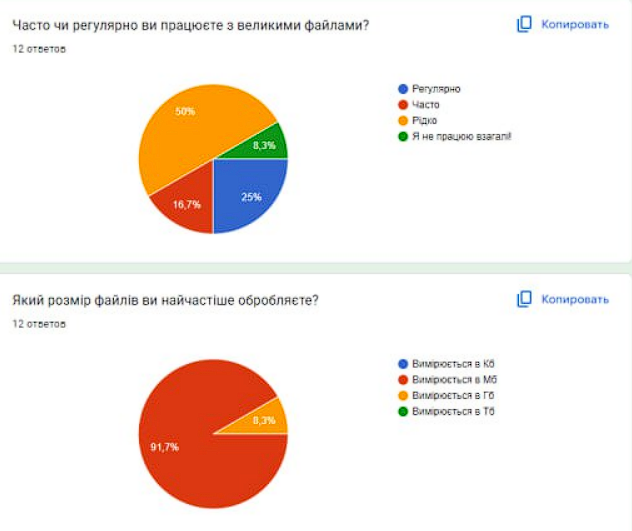 Часто чи регулярно ви працюєте з великими файлами?
Копировать
12 ответов
Регулярно
Часто
Рідко
Я не працюю взагалі!
50%
8,3%
16,7%
25%
Який розмір файлів ви найчастіше обробляєте?
Копировать
12 ответов
Вимірюється в Кб
Вимірюється в Мб
Вимірюється в Гб
Вимірюється в Тб
8,3%
91,7%